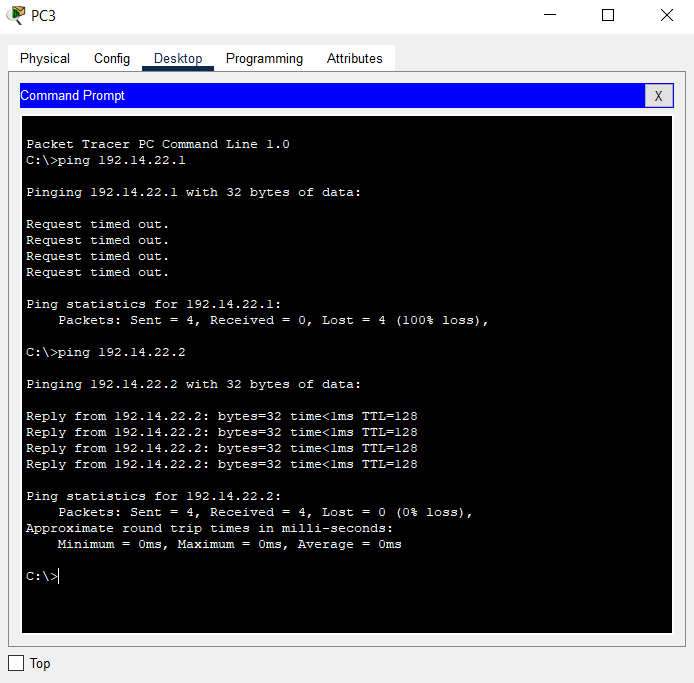 PC3
Physical Config Desktop Programming Attributes
Command Prompt
X
Packet Tracer PC Command Line 1.0
C:\>ping 192.14.22.1
Pinging 192.14.22.1 with 32 bytes of data:
Request timed out.
Request timed out.
Request timed out.
Request timed out.
Ping statistics for 192.14.22.1:
Packets: Sent = 4, Received = 0, Lost = 4 (100% loss),
C:\>ping 192.14.22.2
Pinging 192.14.22.2 with 32 bytes of data:
Reply from 192.14.22.2: bytes=32 time<1ms TTL=128
Reply from 192.14.22.2: bytes=32 time<1ms TTL=128
Reply from 192.14.22.2: bytes=32 time<1ms TTL=128
Reply from 192.14.22.2: bytes=32 time<1ms TTL=128
Ping statistics for 192.14.22.2:
Packets: Sent = 4, Received = 4, Lost = 0 (0% loss),
Approximate round trip times in milli-seconds:
Minimum = 0ms, Maximum = 0ms, Average = 0ms
C:\>
Top